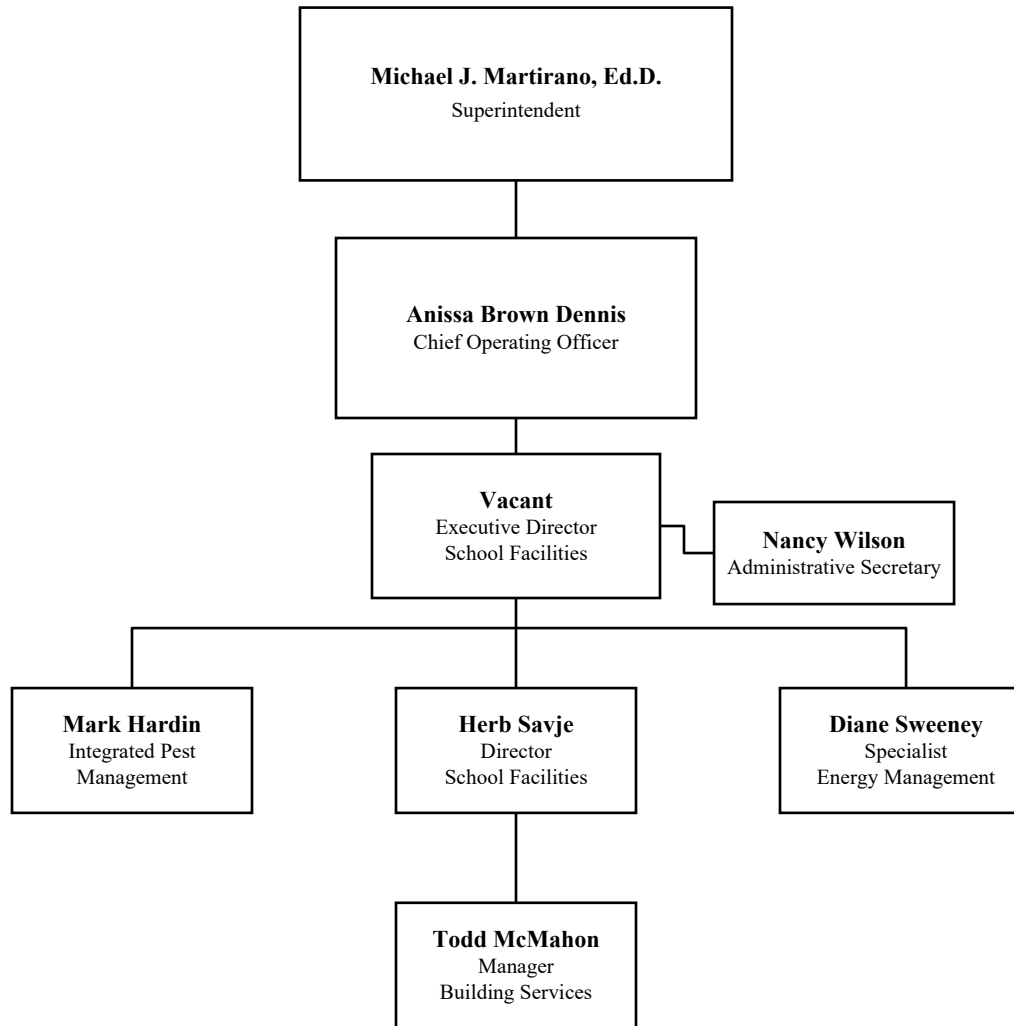 Michael J. Martirano, Ed.D.
Superintendent
Anissa Brown Dennis
Chief Operating Officer
Vacant
Executive Director
School Facilities
Nancy Wilson
Administrative Secretary
Mark Hardin
Integrated Pest
Management
Herb Savje
Director
School Facilities
Diane Sweeney
Specialist
Energy Management
Todd McMahon
Manager
Building Services